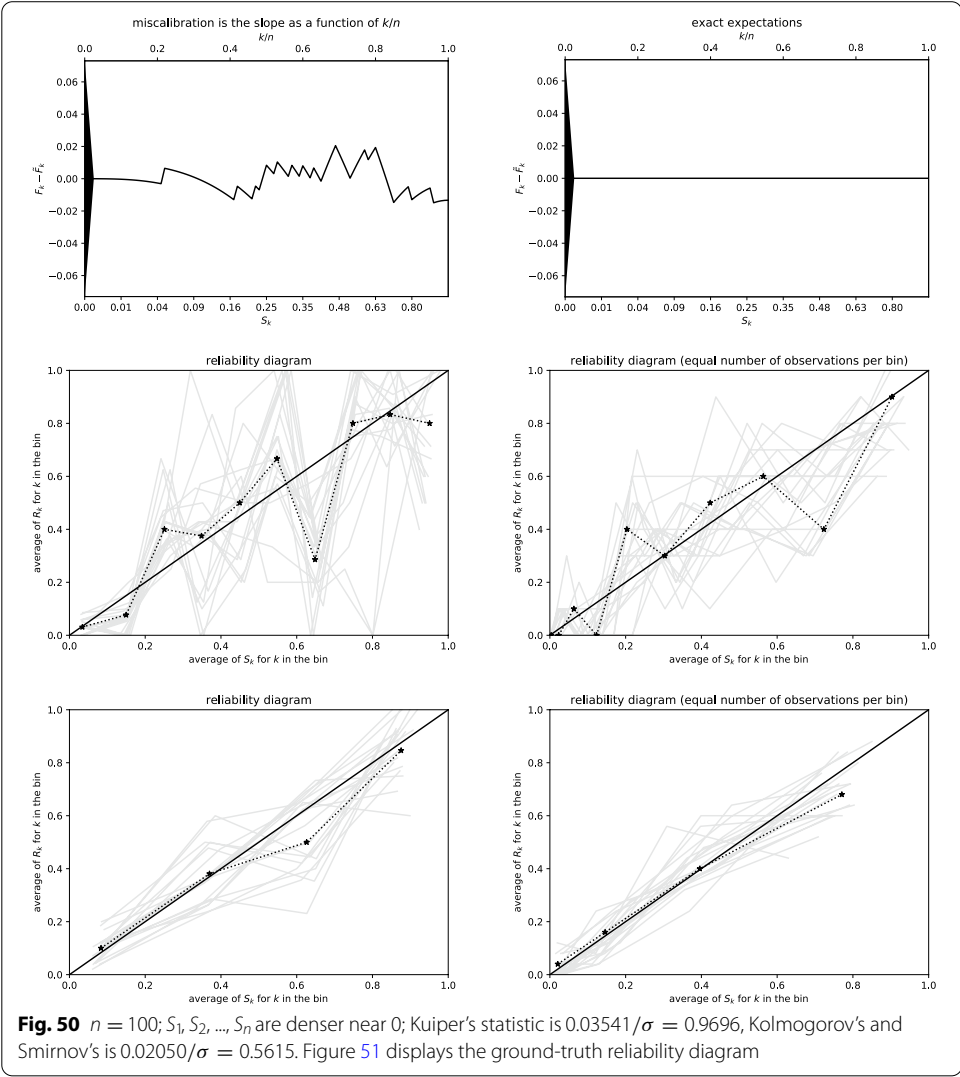 miscalibration is the slope as a function of k/n
k/n
0.0 0.2 0.4 0.6 0.8 1.0
0.06
0.04
0.02
0.00
−0.02
−0.04
−0.06
F_k − F̃_k
0.00 0.01 0.04 0.09 0.16 0.25 0.35 0.48 0.60 0.80
S_k
exact expectations
k/n
0.0 0.2 0.4 0.6 0.8 1.0
0.06
0.04
0.02
0.00
−0.02
−0.04
−0.06
F_k − F̃_k
0.00 0.01 0.04 0.09 0.16 0.25 0.35 0.48 0.60 0.80
S_k
reliability diagram
1.0
0.8
0.6
0.4
0.2
0.0
average of R_k for k in the bin
0.0 0.2 0.4 0.6 0.8 1.0
average of S_k for k in the bin
reliability diagram (equal number of observations per bin)
1.0
0.8
0.6
0.4
0.2
0.0
average of R_k for k in the bin
0.0 0.2 0.4 0.6 0.8 1.0
average of S_k for k in the bin
reliability diagram
1.0
0.8
0.6
0.4
0.2
0.0
average of R_k for k in the bin
0.0 0.2 0.4 0.6 0.8 1.0
average of S_k for k in the bin
reliability diagram (equal number of observations per bin)
1.0
0.8
0.6
0.4
0.2
0.0
average of R_k for k in the bin
0.0 0.2 0.4 0.6 0.8 1.0
average of S_k for k in the bin
Fig. 50 n = 100; S₁, S₂, ..., Sₙ are denser near 0; Kuiper's statistic is 0.03541/σ = 0.9696, Kolmogorov's and
Smirnov's is 0.02050/σ = 0.5615. Figure 51 displays the ground-truth reliability diagram